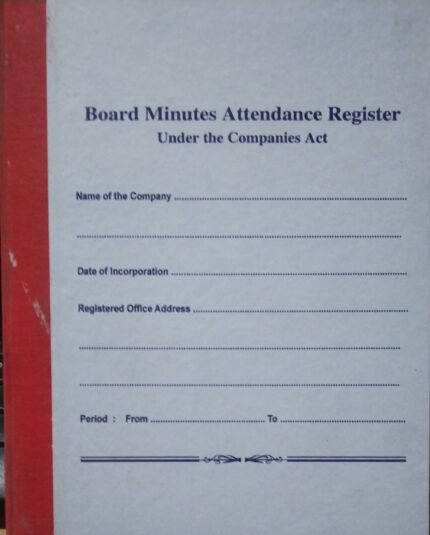 Board Minutes Attendance Register
Under the Companies Act
Name of the Company ..........................................................................
..........................................................................
Date of Incorporation ..........................................................................
Registered Office Address ..........................................................................
..........................................................................
..........................................................................
Period : From ........................................ To ........................................